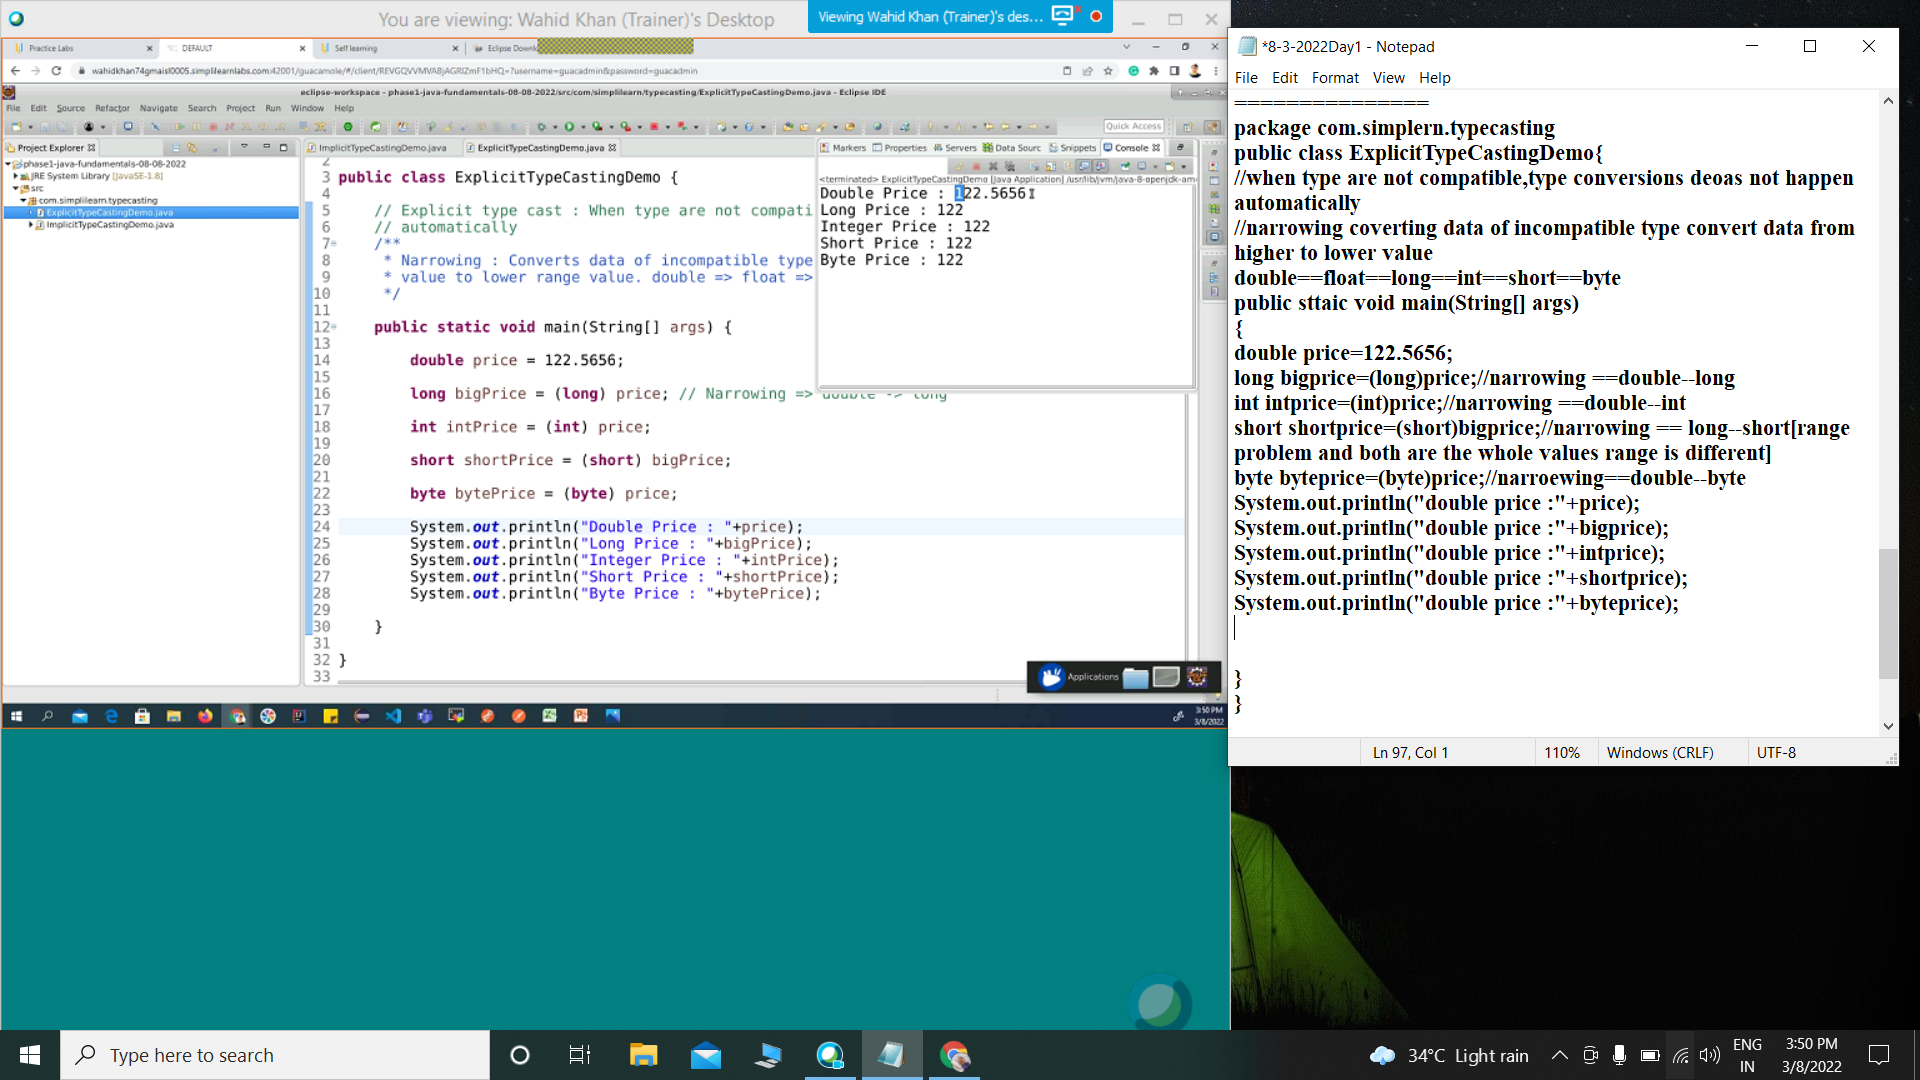 You are viewing: Wahid Khan (Trainer)'s Desktop
Viewing Wahid Khan (Trainer)'s des...
Practice Labs
DEFAULT
Self learning
Eclipse Downl
wahidkhan74gmaisl0005.simplilearnlabs.com:42001/guacamole/#/client/REVGQVVMVABjAGRlZmF1bHQ=?username=guacadmin&password=guacadmin
eclipse-workspace - phase1-java-fundamentals-08-08-2022/src/com/simplilearn/typecasting/ExplicitTypeCastingDemo.java - Eclipse IDE
File Edit Source Refactor Navigate Search Project Run Window Help
Quick Access
Project Explorer
phase1-java-fundamentals-08-08-2022
JRE System Library [JavaSE-1.8]
src
com.simplilearn.typecasting
ExplicitTypeCastingDemo.java
ImplicitTypeCastingDemo.java
ImplicitTypeCastingDemo.java
ExplicitTypeCastingDemo.java
2
3 public class ExplicitTypeCastingDemo {
4
5 // Explicit type cast : When type are not compati
6 // automatically
7 /**
8 * Narrowing : Converts data of incompatible type
9 * value to lower range value. double => float =>
10 */
11
12 public static void main(String[] args) {
13
14 double price = 122.5656;
15
16 long bigPrice = (long) price; // Narrowing => double -> long
17
18 int intPrice = (int) price;
19
20 short shortPrice = (short) bigPrice;
21
22 byte bytePrice = (byte) price;
23
24 System.out.println("Double Price : "+price);
25 System.out.println("Long Price : "+bigPrice);
26 System.out.println("Integer Price : "+intPrice);
27 System.out.println("Short Price : "+shortPrice);
28 System.out.println("Byte Price : "+bytePrice);
29
30 }
31
32 }
33
Markers Properties Servers Data Sourc Snippets Console
<terminated> ExplicitTypeCastingDemo [Java Application] /usr/lib/jvm/java-8-openjdk-am
Double Price : 122.5656
Long Price : 122
Integer Price : 122
Short Price : 122
Byte Price : 122
Applications
3:50 PM
3/8/2022
*8-3-2022Day1 - Notepad
File Edit Format View Help
===============
package com.simplern.typecasting
public class ExplicitTypeCastingDemo{
//when type are not compatible,type conversions deoas not happen
automatically
//narrowing coverting data of incompatible type convert data from
higher to lower value
double==float==long==int==short==byte
public sttaic void main(String[] args)
{
double price=122.5656;
long bigprice=(long)price;//narrowing ==double--long
int intprice=(int)price;//narrowing ==double--int
short shortprice=(short)bigprice;//narrowing == long--short[range
problem and both are the whole values range is different]
byte byteprice=(byte)price;//narroewing==double--byte
System.out.println("double price :"+price);
System.out.println("double price :"+bigprice);
System.out.println("double price :"+intprice);
System.out.println("double price :"+shortprice);
System.out.println("double price :"+byteprice);
}
}
Ln 97, Col 1
110%
Windows (CRLF)
UTF-8
Type here to search
34°C Light rain
ENG
IN
3:50 PM
3/8/2022